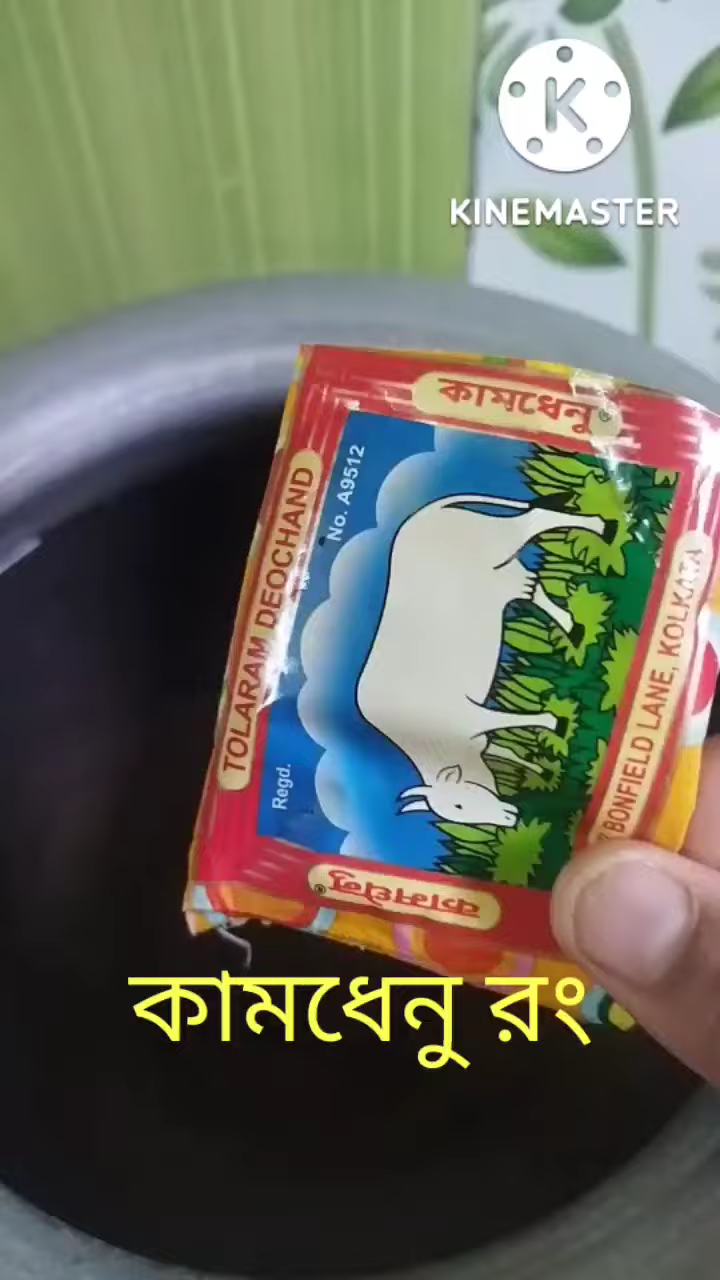 K
KINEMASTER
কামধেনু
No. A9512
TOLARAM DEOCHAND
BONFIELD LANE, KOLKATA
Regd.
কামধেনু
কামধেনু রং